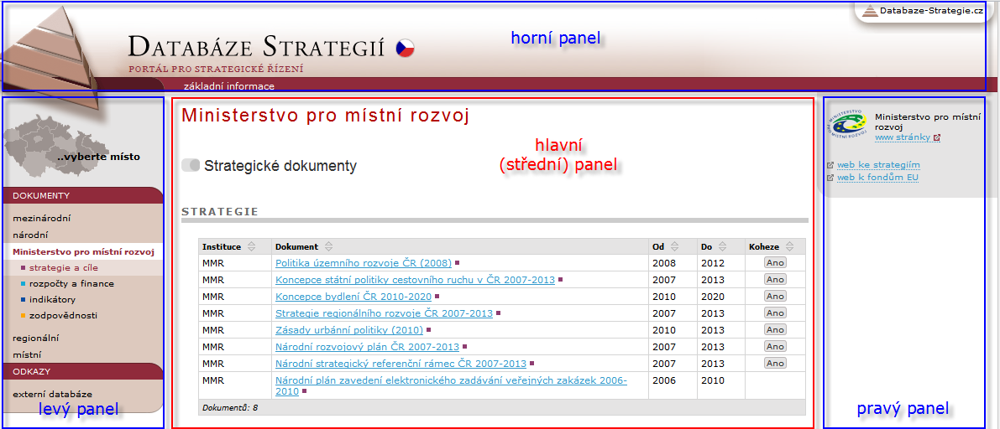 Databaze-Strategie.cz
horní panel
DATABÁZE STRATEGIÍ
PORTÁL PRO STRATEGICKÉ ŘÍZENÍ
základní informace
..vyberte místo
DOKUMENTY
mezinárodní
národní
Ministerstvo pro místní rozvoj
strategie a cíle
rozpočty a finance
indikátory
zodpovědnosti
regionální
místní
ODKAZY
externí databáze
levý panel
Ministerstvo pro místní rozvoj
hlavní
(střední) panel
Strategické dokumenty
STRATEGIE
Instituce Dokument Od Do Koheze
MMR Politika územního rozvoje ČR (2008) 2008 2012 Ano
MMR Koncepce státní politiky cestovního ruchu v ČR 2007-2013 2007 2013 Ano
MMR Koncepce bydlení ČR 2010-2020 2010 2020 Ano
MMR Strategie regionálního rozvoje ČR 2007-2013 2007 2013 Ano
MMR Zásady urbánní politiky (2010) 2010 2013 Ano
MMR Národní rozvojový plán ČR 2007-2013 2007 2013 Ano
MMR Národní strategický referenční rámec ČR 2007-2013 2007 2013 Ano
MMR Národní plán zavedení elektronického zadávání veřejných zakázek 2006- 2006 2010
2010
Dokumentů: 8
MINISTERSTVO
PRO MÍSTNÍ ROZVOJ
Ministerstvo pro místní
rozvoj
www stránky
web ke strategiím
web k fondům EU
pravý panel